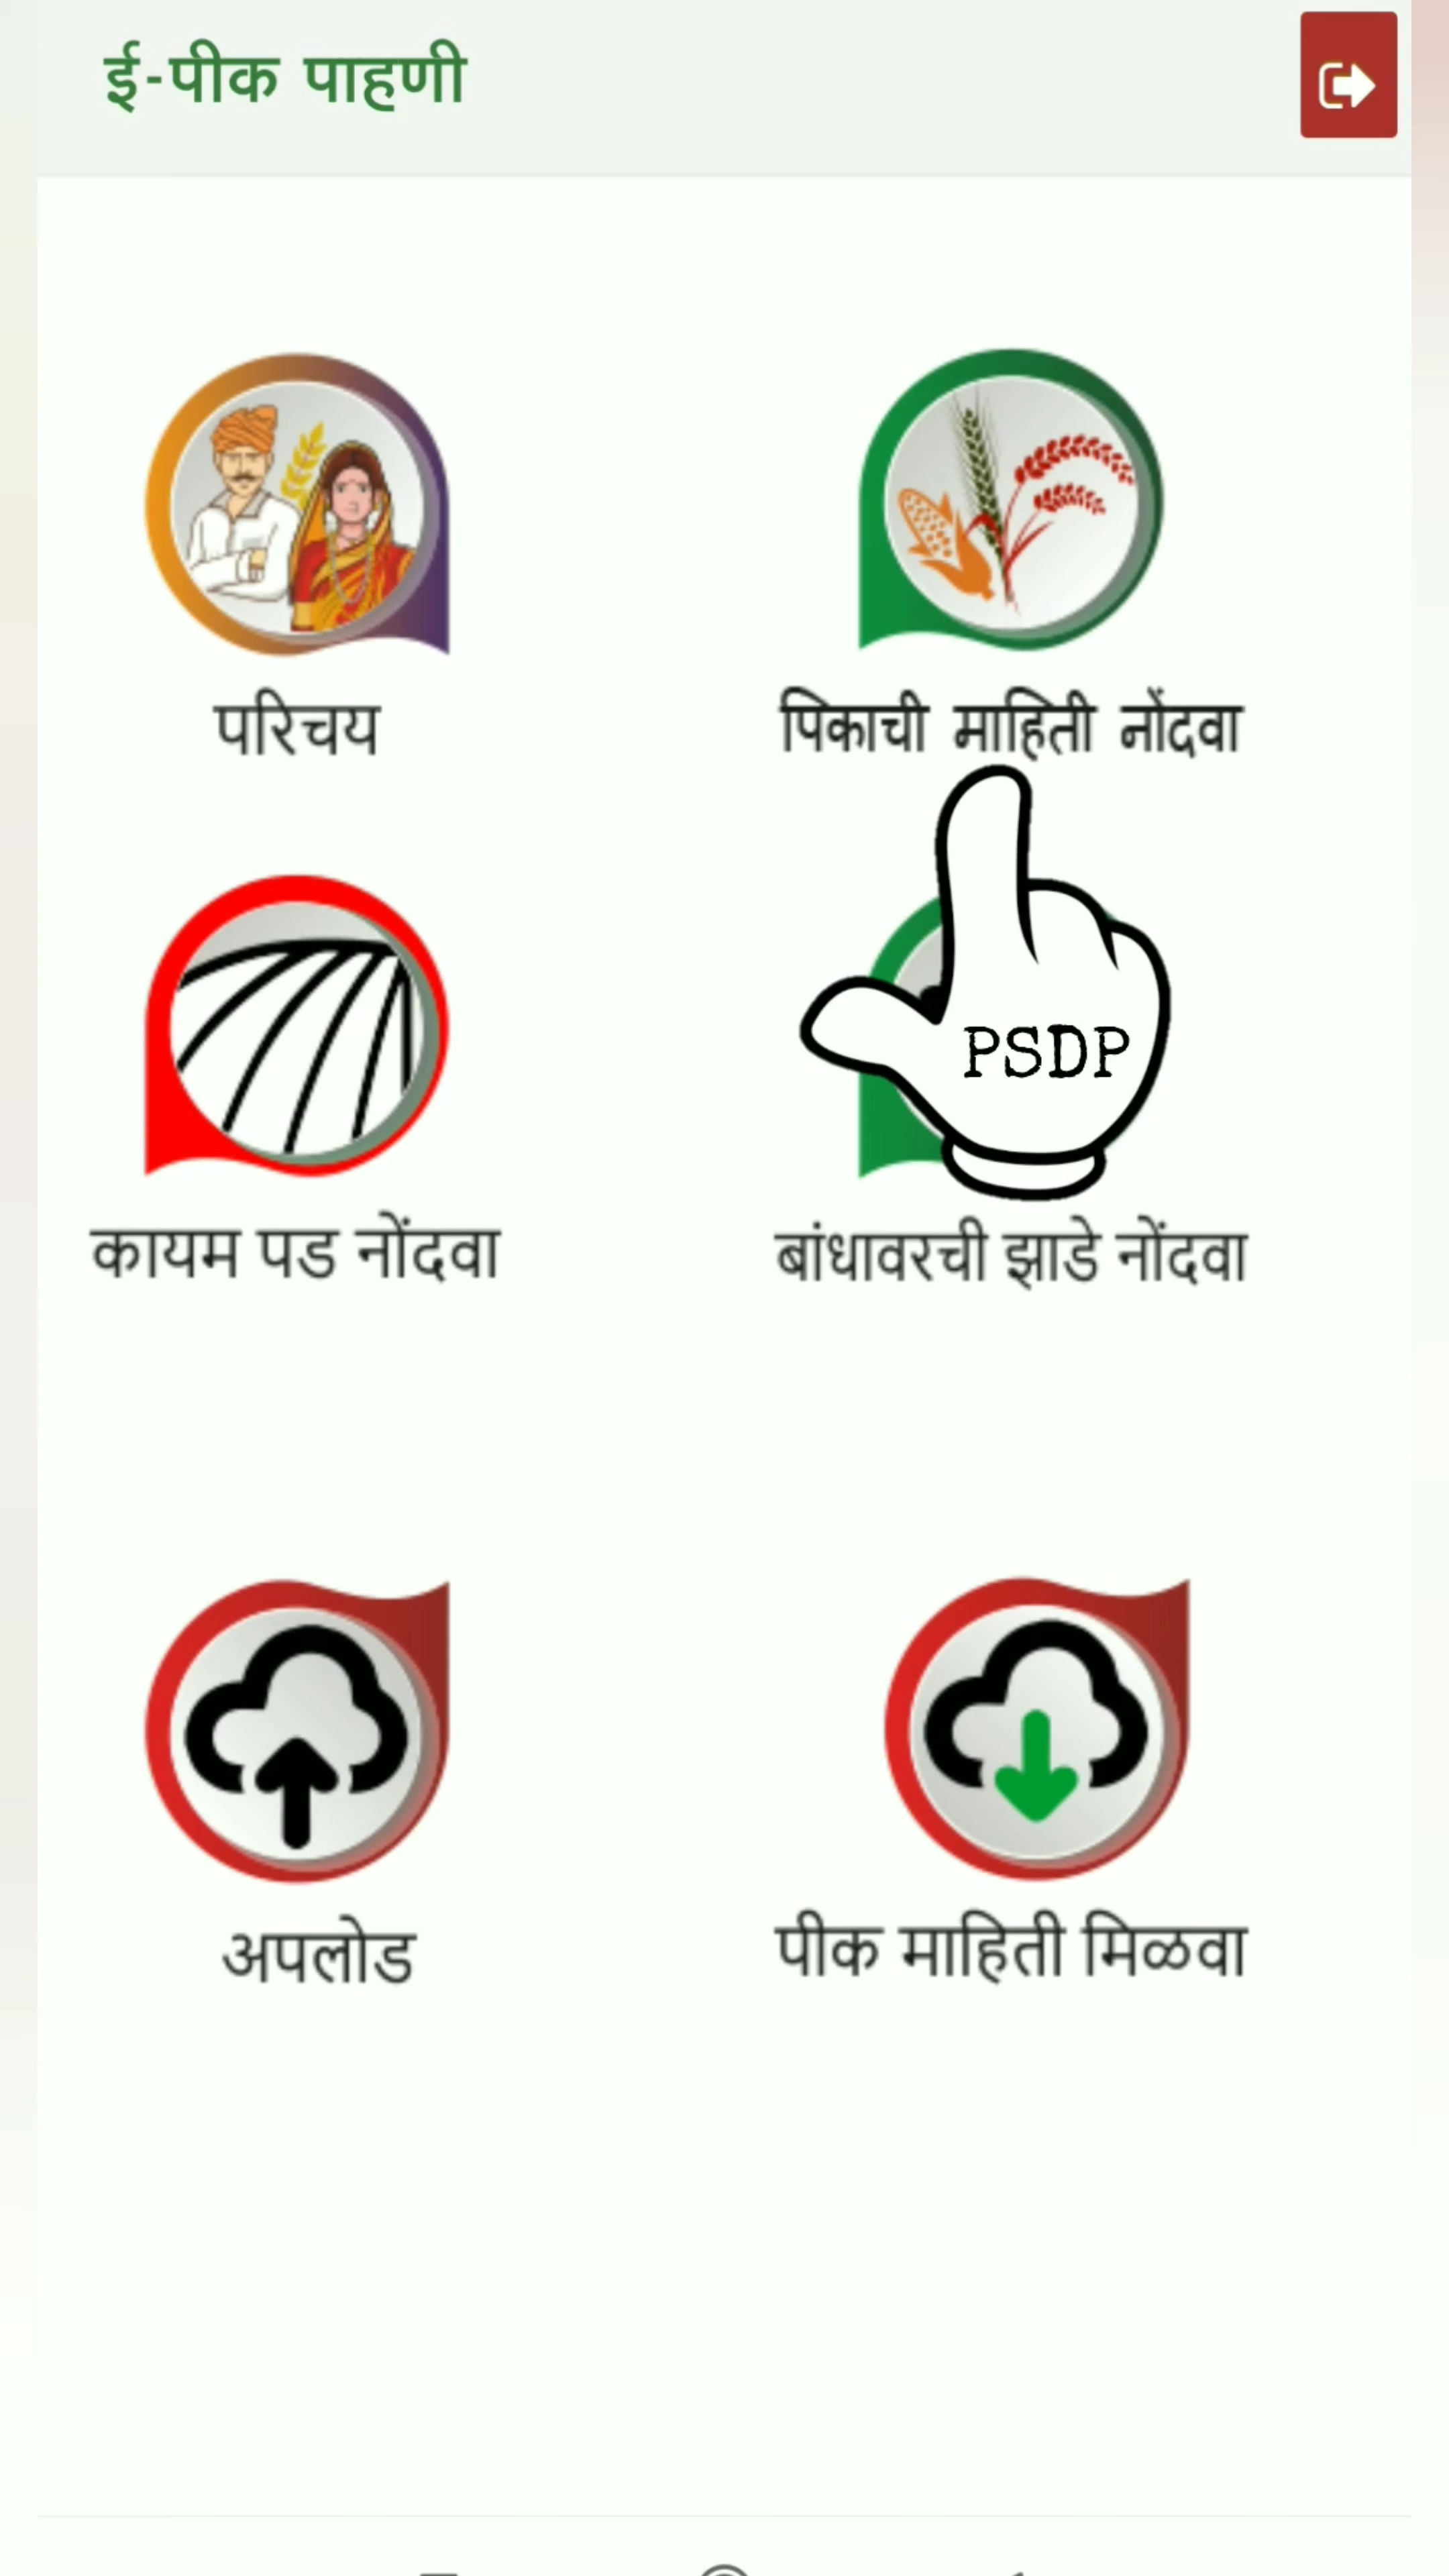 ई-पीक पाहणी
परिचय
पिकाची माहिती नोंदवा
कायम पड नोंदवा
PSDP
बांधावरची झाडे नोंदवा
अपलोड
पीक माहिती मिळवा